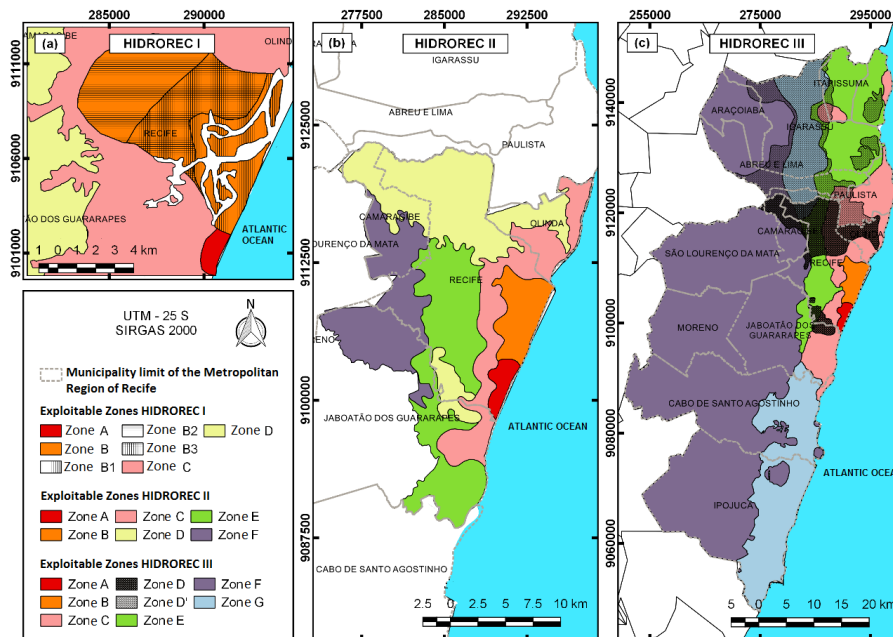 285000 290000
(a) HIDROREC I
AMARAGIBE
OLIND
9111000
9106000
9101000
RECIFE
ÃO DOS GUARARAPES
ATLANTIC
OCEAN
1 0 1 2 3 4 km
277500 285000 292500
(b) HIDROREC II
IGARASSU
ABREU E LIMA
PAULISTA
9125000
9112500
9100000
9087500
CAMARAGIBE
OLINDA
OURENÇO DA MATA
RECIFE
RENO
JABOATÃO DOS GUARARAPES
ATLANTIC OCEAN
CABO DE SANTO AGOSTINHO
2.5 0 2.5 5 7.5 10 km
255000 275000 295000
(c) HIDROREC III
ITAPISSUMA
9140000
9120000
9100000
9080000
9060000
ARAÇOIABA
IGARASSU
ABREU E LIMA
PAULISTA
CAMARAGIBE
OLINDA
SÃO LOURENÇO DA MATA
RECIFE
MORENO
JABOATÃO DOS
GUARARAPES
CABO DE SANTO AGOSTINHO
ATLANTIC OCEA
IPOJUCA
5 0 5 10 15 20 km
UTM - 25 S
SIRGAS 2000
N
Municipality limit of the Metropolitan
Region of Recife
Exploitable Zones HIDROREC I
Zone A Zone B2 Zone D
Zone B Zone B3
Zone B1 Zone C
Exploitable Zones HIDROREC II
Zone A Zone C Zone E
Zone B Zone D Zone F
Exploitable Zones HIDROREC III
Zone A Zone D Zone F
Zone B Zone D' Zone G
Zone C Zone E